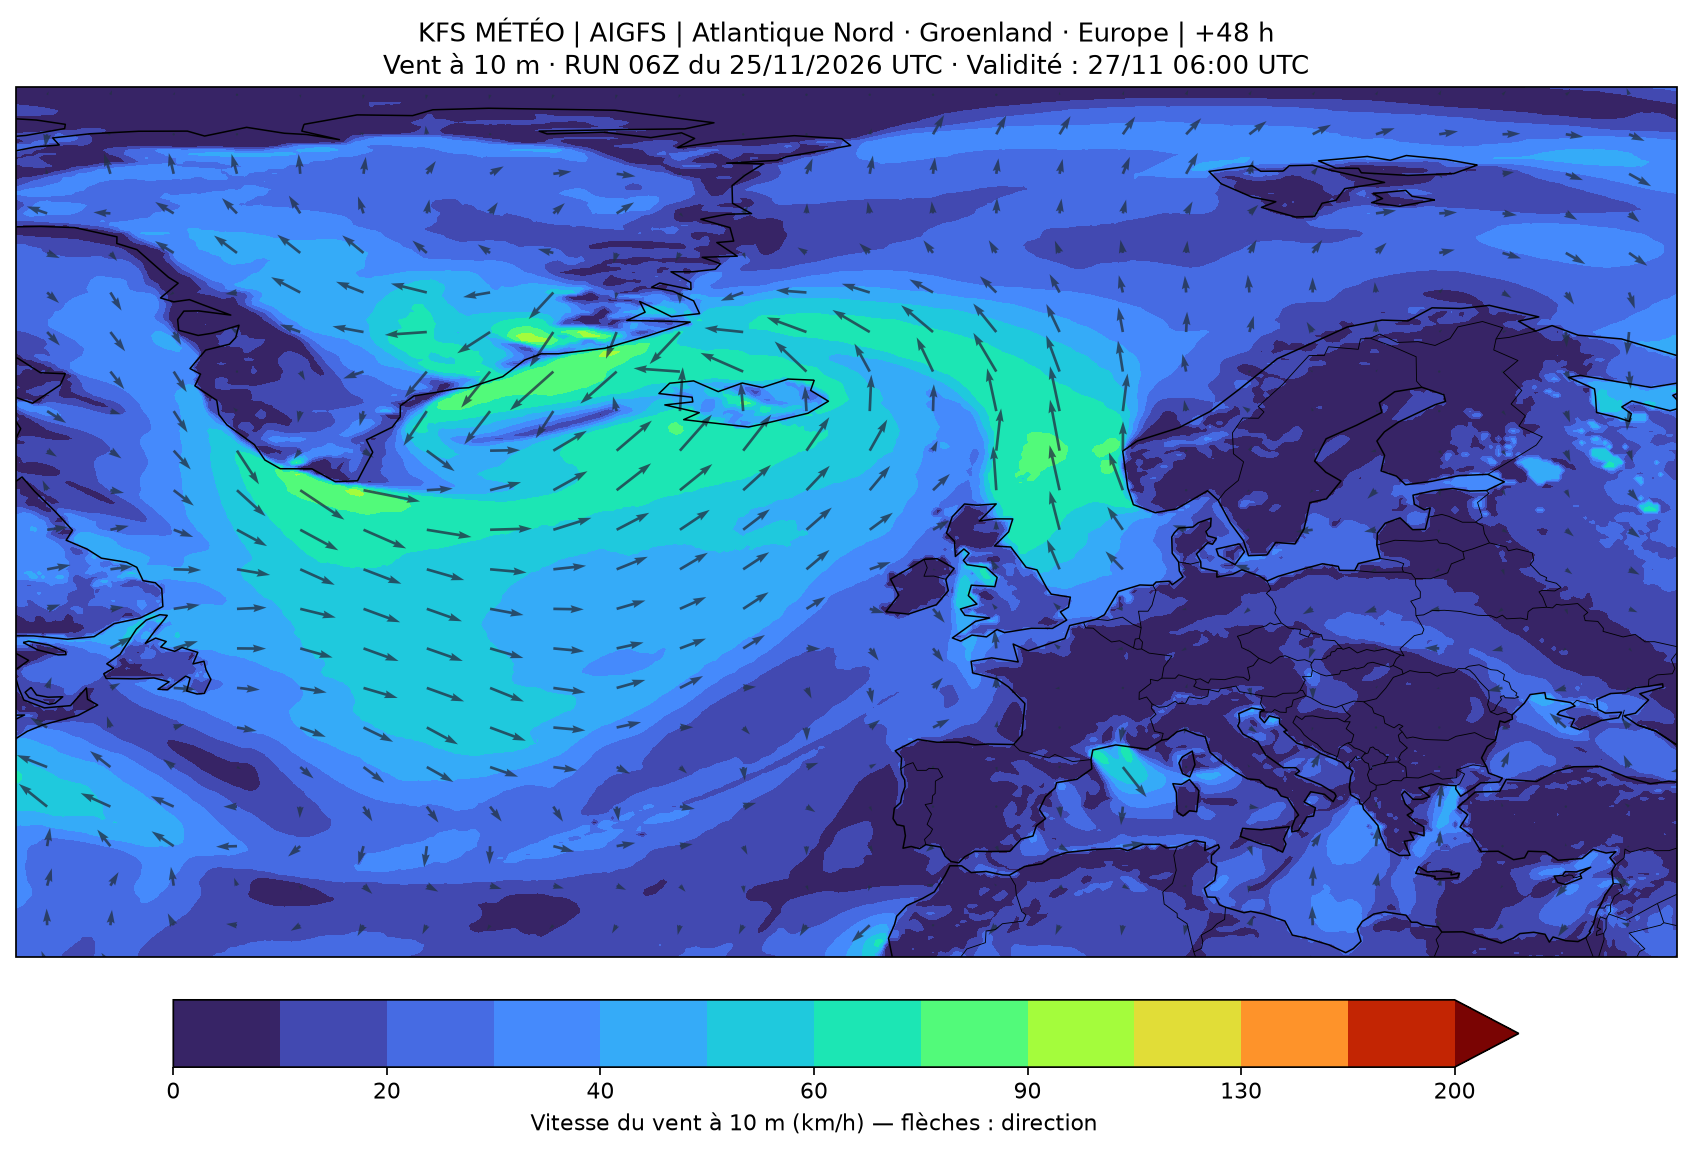 KFS MÉTÉO | AIGFS | Atlantique Nord · Groenland · Europe | +48 h
Vent à 10 m · RUN 06Z du 25/11/2026 UTC · Validité : 27/11 06:00 UTC
0 20 40 60 90 130 200
Vitesse du vent à 10 m (km/h) — flèches : direction